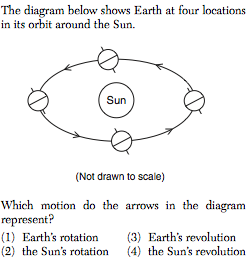 The diagram below shows Earth at four locations
in its orbit around the Sun.
Sun
(Not drawn to scale)
Which motion do the arrows in the diagram
represent?
(1) Earth's rotation (3) Earth's revolution
(2) the Sun's rotation (4) the Sun's revolution